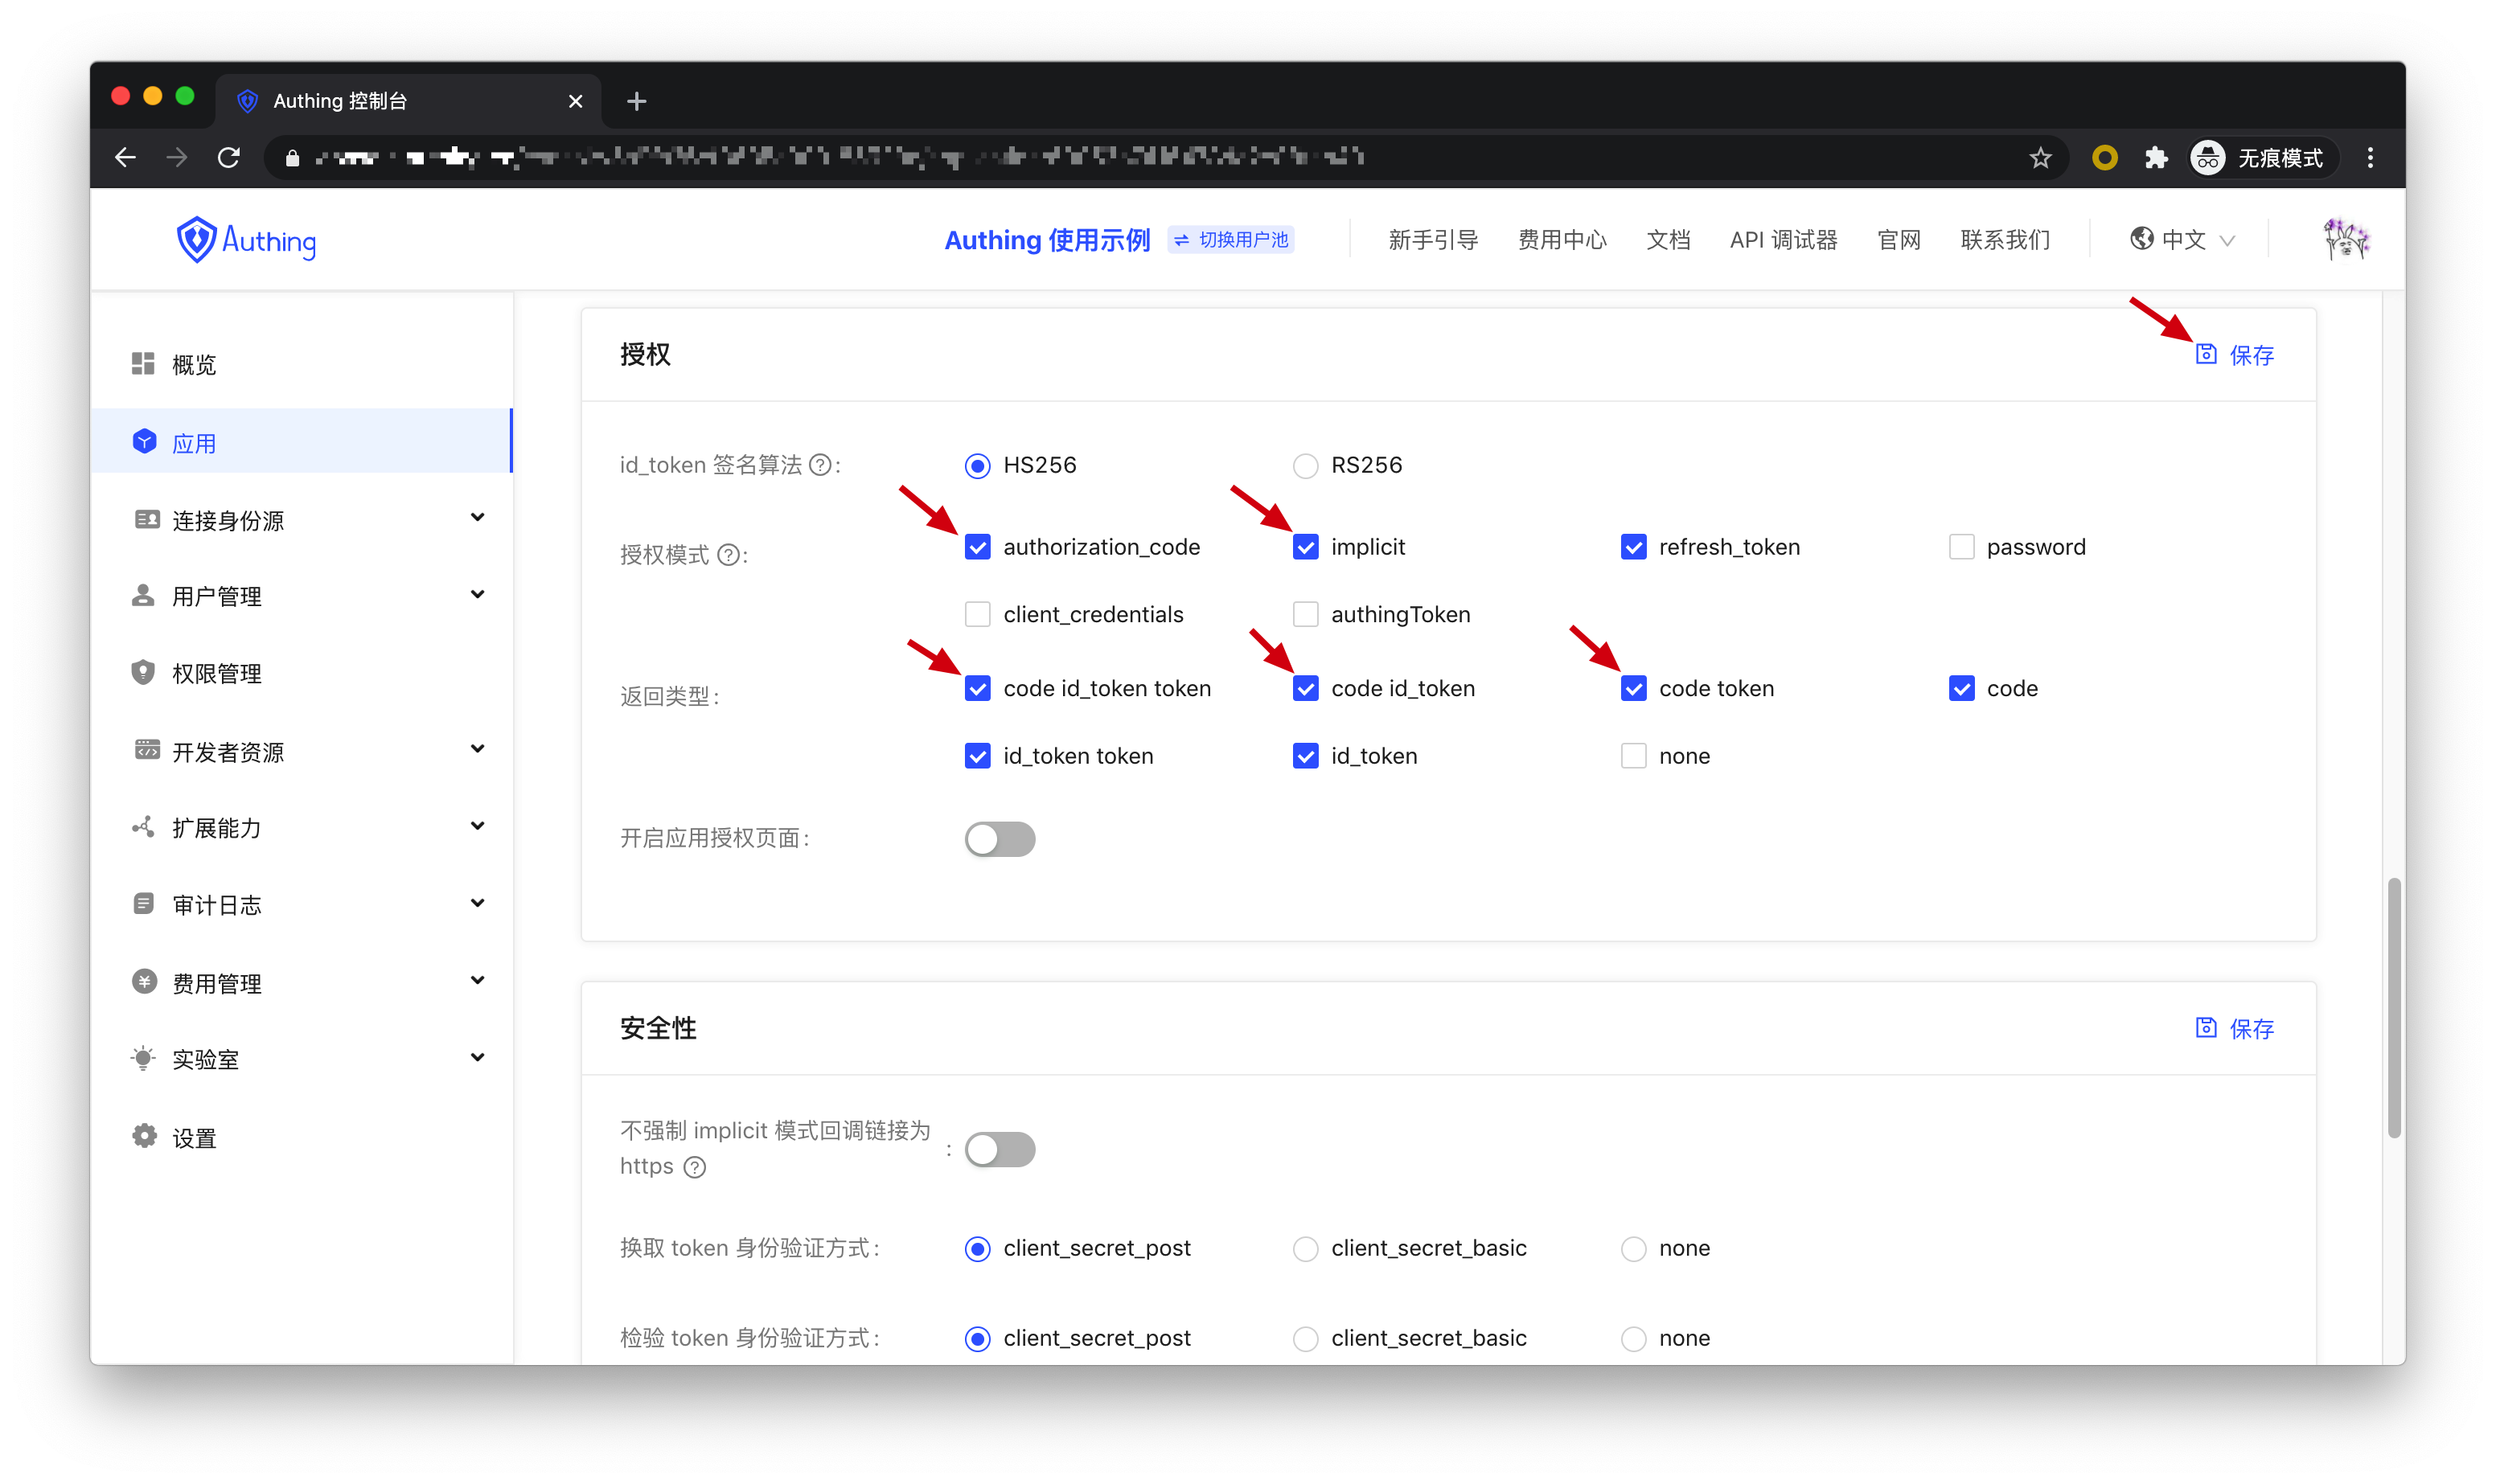 Authing 控制台
无痕模式
Authing
Authing 使用示例
切换用户池
新手引导
费用中心
文档
API 调试器
官网
联系我们
中文
概览
应用
连接身份源
用户管理
权限管理
开发者资源
扩展能力
审计日志
费用管理
实验室
设置
授权
保存
id_token 签名算法 ? :
HS256
RS256
授权模式 ? :
authorization_code
implicit
refresh_token
password
client_credentials
authingToken
返回类型 :
code id_token token
code id_token
code token
code
id_token token
id_token
none
开启应用授权页面 :
安全性
保存
不强制 implicit 模式回调链接为
https ? :
换取 token 身份验证方式 :
client_secret_post
client_secret_basic
none
检验 token 身份验证方式 :
client_secret_post
client_secret_basic
none